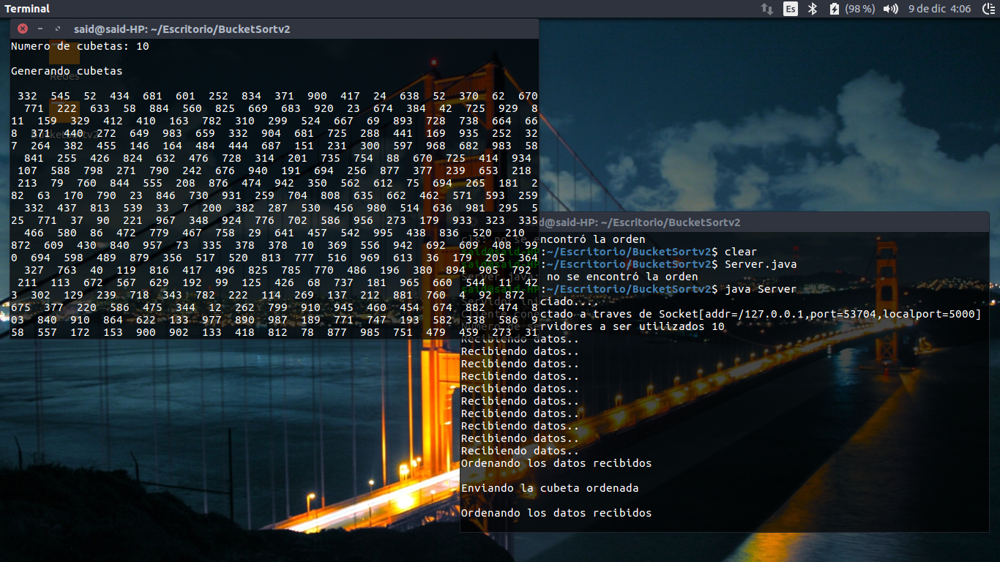 Terminal
Es
(98 %)
9 de dic 4:06
said@said-HP: ~/Escritorio/BucketSortv2
Numero de cubetas: 10
Redes
Generando cubetas
332 545 52 434 681 601 252 834 371 900 417 24 638 52 370 62 670
771 222 633 58 884 560 825 669 683 920 23 674 384 42 725 929 8
11 159 329 412 410 163 782 310 299 524 667 69 893 728 738 664 66
8 371 440 272 649 983 659 332 904 681 725 288 441 169 935 252 32
7 264 382 455 146 164 484 444 687 151 231 300 597 968 682 983 58
841 255 426 824 632 476 728 314 201 735 754 88 670 725 414 934
107 588 798 271 790 242 676 940 191 694 256 877 377 239 653 218
213 79 760 844 555 208 876 474 942 350 562 612 75 694 265 181 2
82 63 170 790 23 846 730 931 259 704 808 635 662 462 571 593 259
332 437 813 539 33 7 200 382 287 530 456 980 514 636 981 295 5
25 771 37 90 221 967 348 924 776 702 586 956 273 179 933 323 335
466 580 86 472 779 467 758 29 641 457 542 995 438 836 520 210
872 609 430 840 957 73 335 378 378 10 369 556 942 692 609 408 99
0 694 598 489 879 356 517 520 813 777 516 969 613 36 179 205 364
327 763 40 119 816 417 496 825 785 770 486 196 380 894 905 792
211 113 672 567 629 192 99 125 426 68 737 181 965 660 544 11 42
3 302 129 239 718 343 782 222 114 269 137 212 881 760 4 92 872
675 377 220 586 475 344 12 262 799 910 945 460 454 674 882 474 8
03 840 910 864 622 133 977 890 987 189 771 747 193 582 338 586 9
58 557 172 153 900 902 133 418 812 78 877 985 751 479 459 273 31
d@said-HP: ~/Escritorio/BucketSortv2
cls: no se encontró la orden
said@said-HP:~/Escritorio/BucketSortv2$ clear
said@said-HP:~/Escritorio/BucketSortv2$ Server.java
Server.java: no se encontró la orden
said@said-HP:~/Escritorio/BucketSortv2$ java Server
Servidor iniciado....
conectado a traves de Socket[addr=/127.0.0.1,port=53704,localport=5000]
Numero de servidores a ser utilizados 10
Recibiendo datos..
Recibiendo datos..
Recibiendo datos..
Recibiendo datos..
Recibiendo datos..
Recibiendo datos..
Recibiendo datos..
Recibiendo datos..
Recibiendo datos..
Recibiendo datos..
Ordenando los datos recibidos
Enviando la cubeta ordenada
Ordenando los datos recibidos